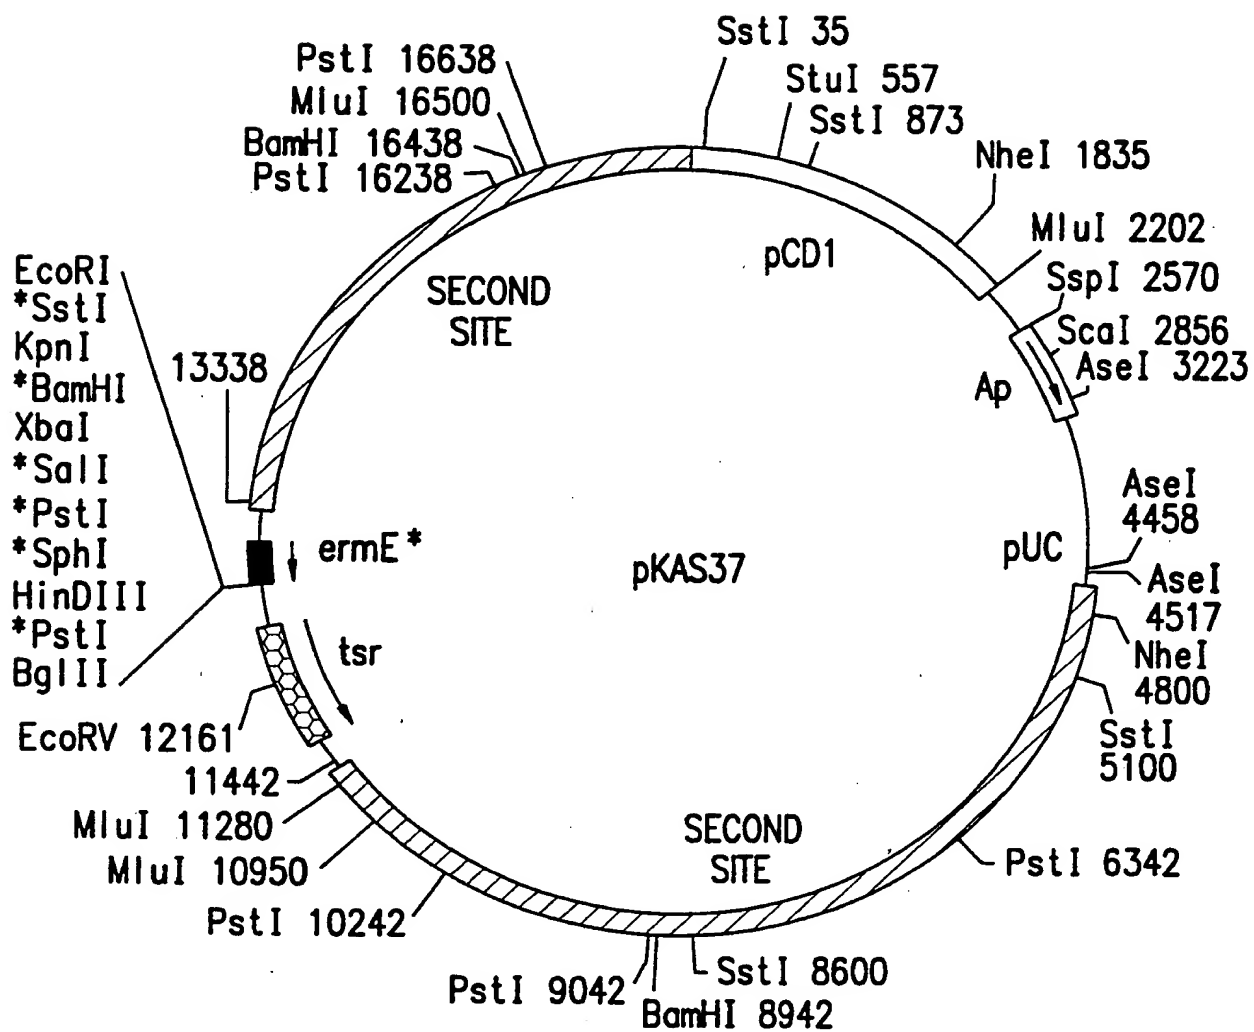 SstI 35
PstI 16638
StuI 557
MluI 16500
SstI 873
BamHI 16438
NheI 1835
PstI 16238
MluI 2202
pCD1
EcoRI
SspI 2570
*SstI
SECOND
SITE
ScaI 2856
KpnI
13338
AseI 3223
*BamHI
Ap
XbaI
*SalI
AseI
4458
*PstI
*SphI
ermE*
pKAS37
pUC
AseI
4517
HinDIII
*PstI
tsr
NheI
4800
BglII
EcoRV 12161
SstI
5100
11442
MluI 11280
SECOND
SITE
MluI 10950
PstI 6342
PstI 10242
SstI 8600
PstI 9042
BamHI 8942